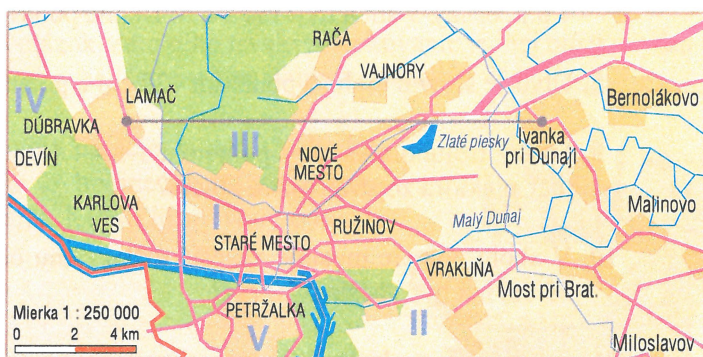 RAČA
VAJNORY
IV
LAMAČ
Bernolákovo
DÚBRAVKA
III
Zlaté piesky
Ivanka
pri Dunaji
DEVÍN
NOVÉ
MESTO
KARLOVA
VES
I
Malinovo
Malý Dunaj
RUŽINOV
STARÉ MESTO
VRAKUŇA
Most pri Brat.
Mierka 1 : 250 000
0 2 4 km
PETRŽALKA
V
II
Miloslavov